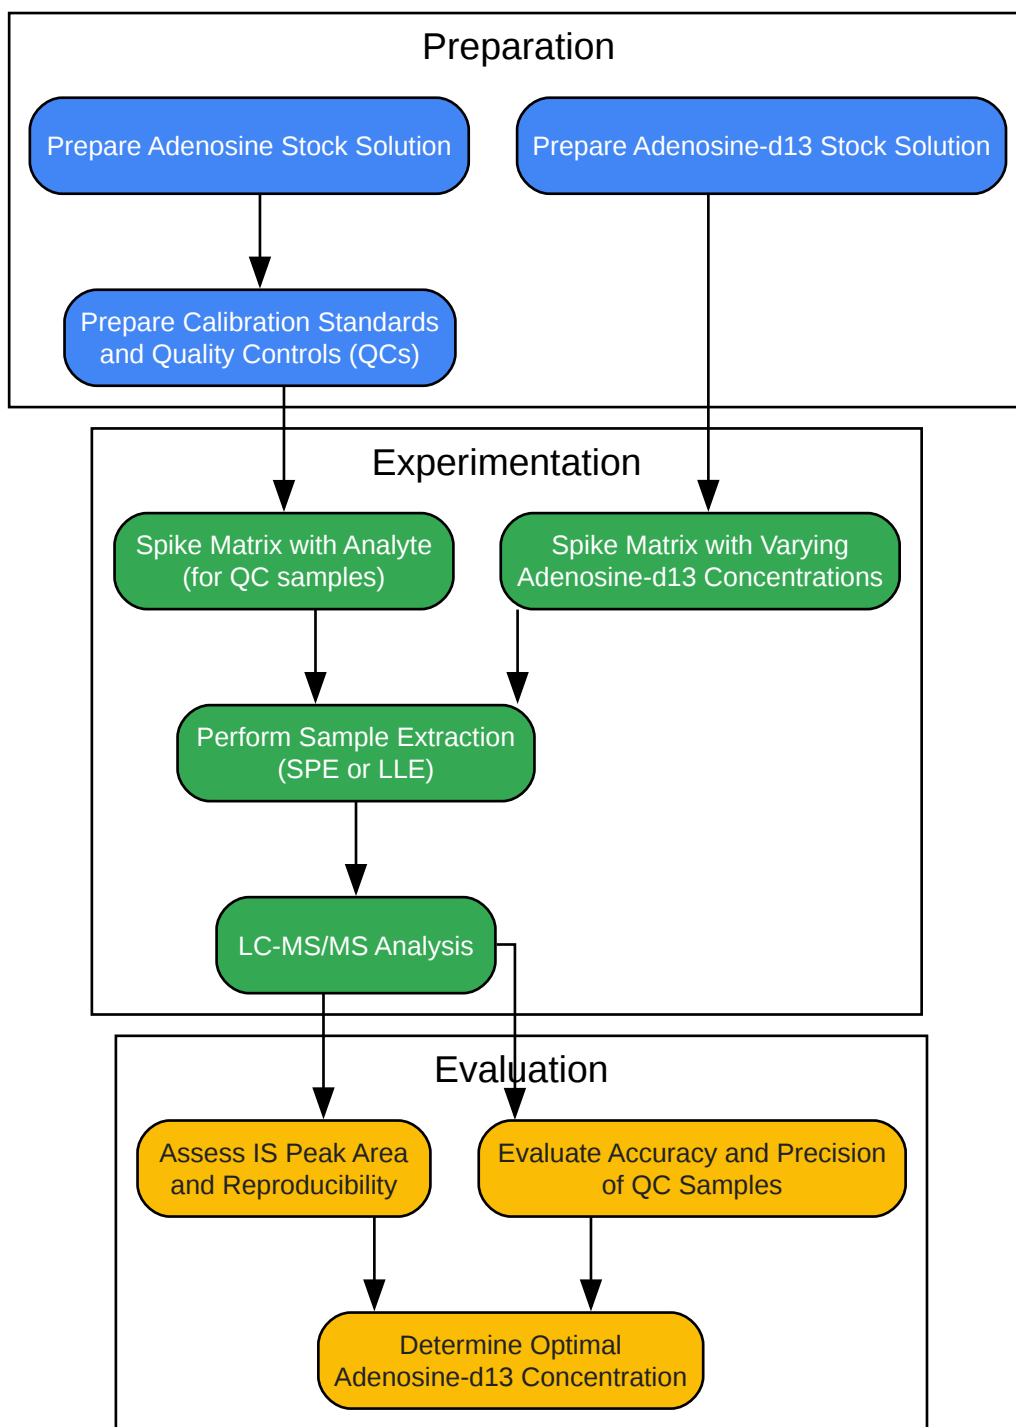 Preparation
Prepare Adenosine Stock Solution
Prepare Adenosine-d13 Stock Solution
Prepare Calibration Standards
and Quality Controls (QCs)
Experimentation
Spike Matrix with Analyte
(for QC samples)
Spike Matrix with Varying
Adenosine-d13 Concentrations
Perform Sample Extraction
(SPE or LLE)
LC-MS/MS Analysis
Evaluation
Assess IS Peak Area
and Reproducibility
Evaluate Accuracy and Precision
of QC Samples
Determine Optimal
Adenosine-d13 Concentration